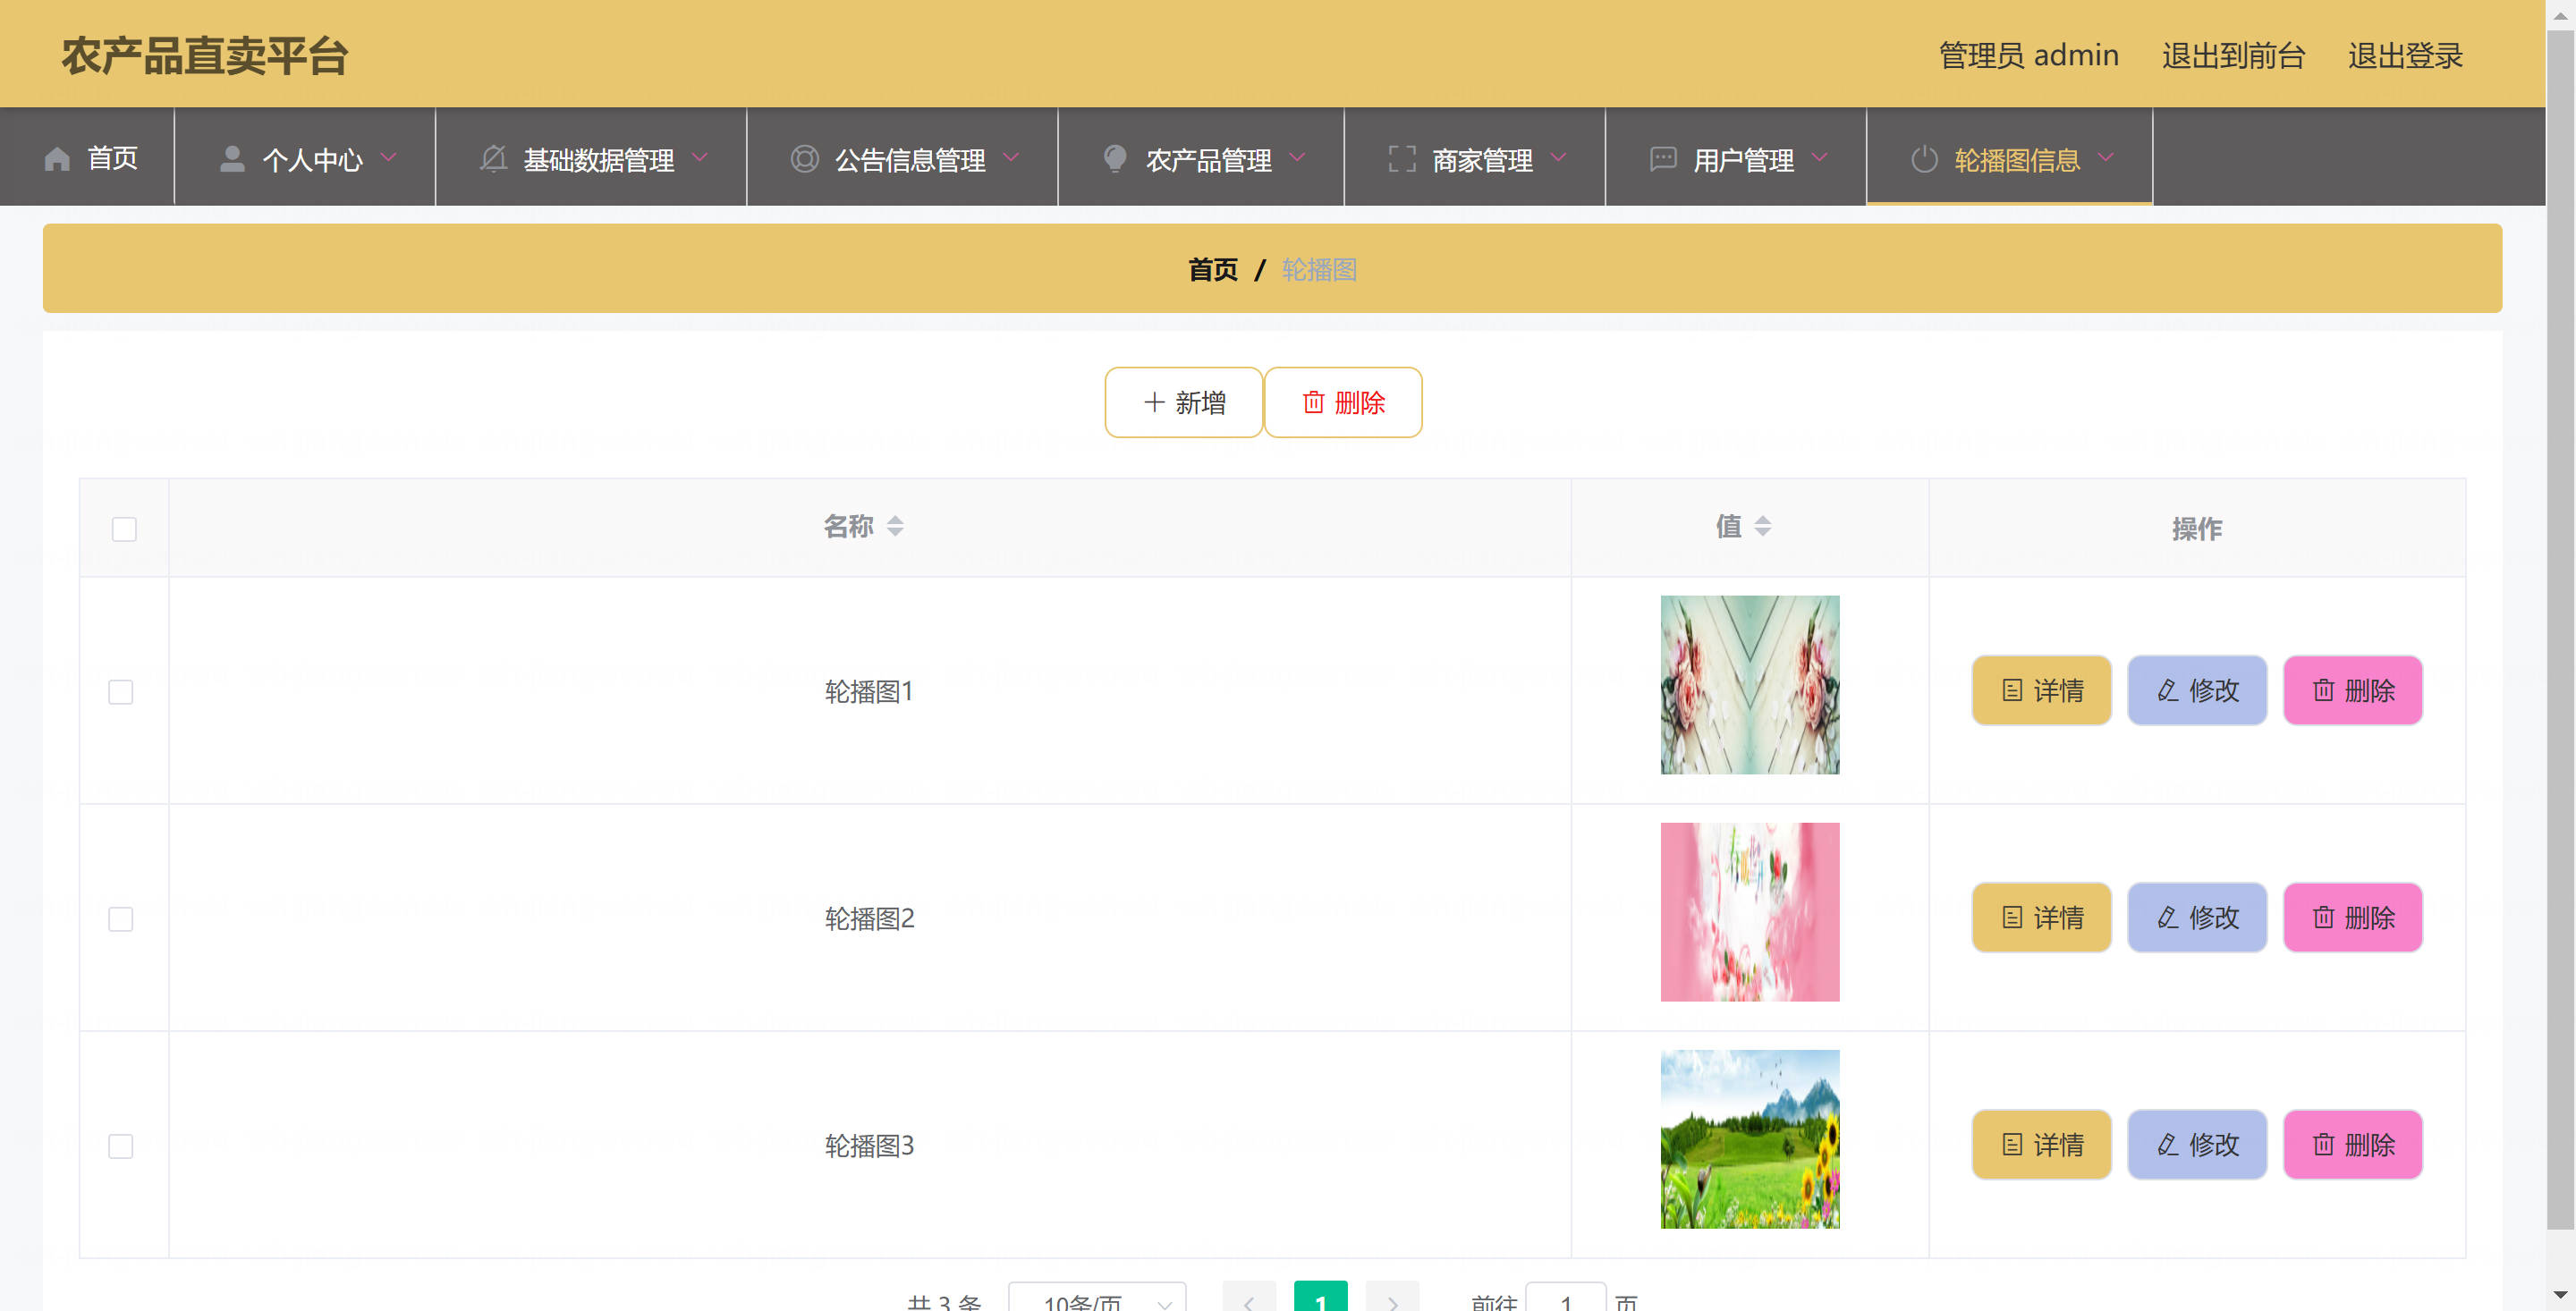 农产品直卖平台
管理员 admin 退出到前台 退出登录
首页 个人中心 基础数据管理 公告信息管理 农产品管理 商家管理 用户管理 轮播图信息
首页 / 轮播图
新增 删除
名称 值 操作
轮播图1 详情 修改 删除
轮播图2 详情 修改 删除
轮播图3 详情 修改 删除
共 3 条 10条/页 1 前往 1 页